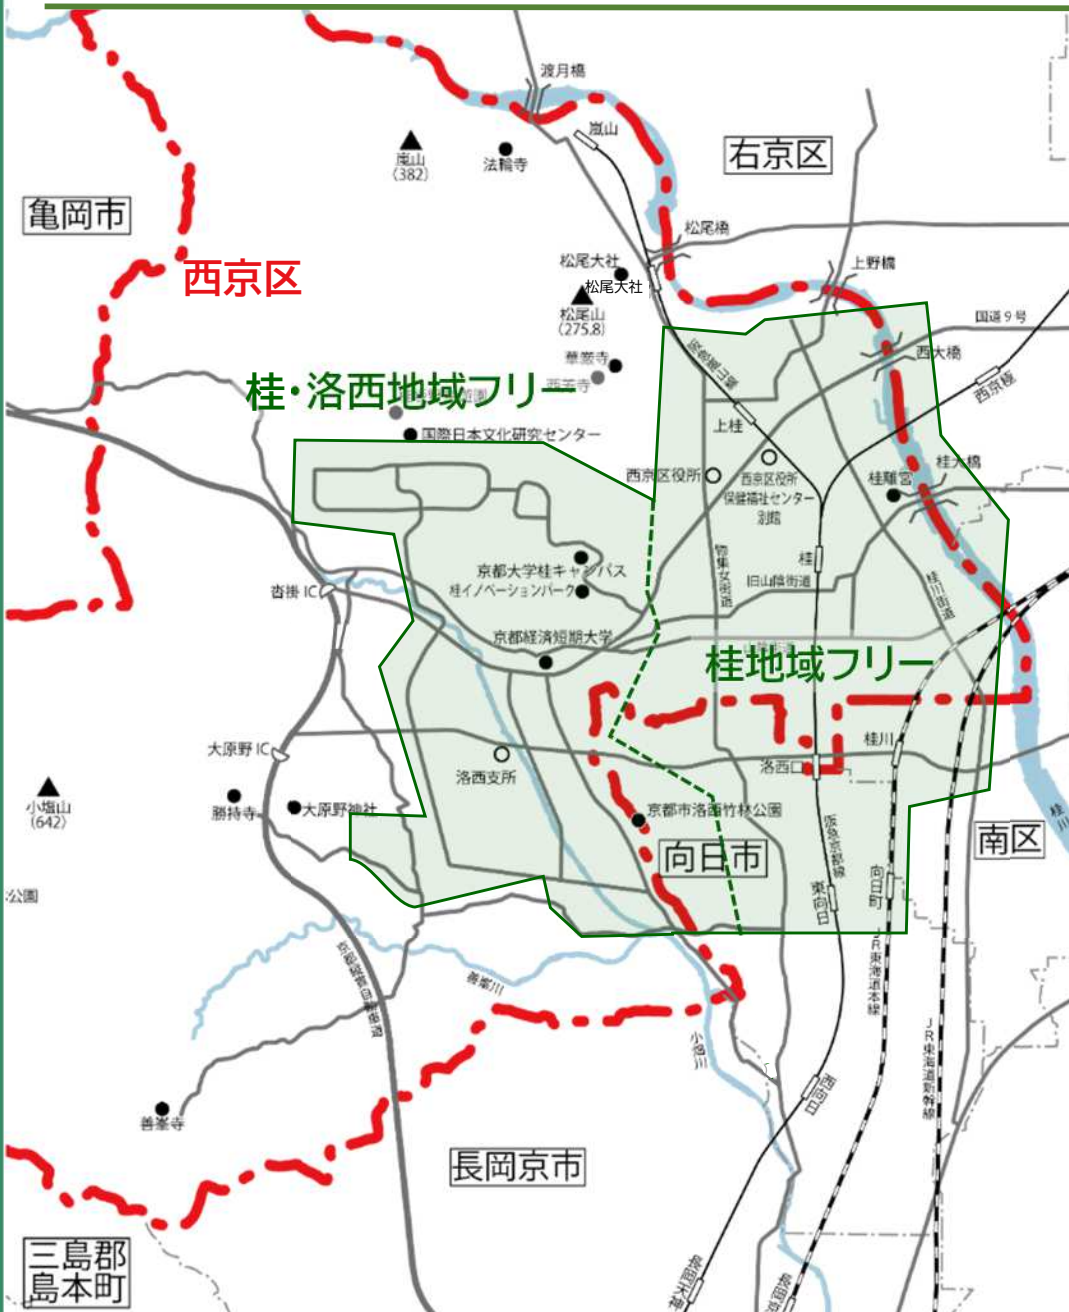 渡月橋
嵐山
嵐山
(382)
法輪寺
右京区
亀岡市
西京区
松尾橋
上野橋
松尾大社
松尾大社
松尾山
(275.8)
国道9号
西大橋
華厳寺
阪急嵐山線
西京極
桂・洛西地域フリー
上桂
国際日本文化研究センター
西京区役所
西京区役所
保健福祉センター
別館
桂離宮
桂大橋
物集女街道
桂
旧山陰街道
桂川街道
京都大学桂キャンパス
桂イノベーションパーク
沓掛IC
京都経済短期大学
桂地域フリー
大原野IC
洛西支所
洛西口
桂川
小塩山
(642)
勝持寺
大原野神社
京都市洛西竹林公園
向日市
阪急京都線
南区
桂川
公園
東向日
向日町
JR東海道本線
善峯川
小畑川
JR東海道新幹線
西向日
善峯寺
長岡京市
三島郡
島本町
長岡天神